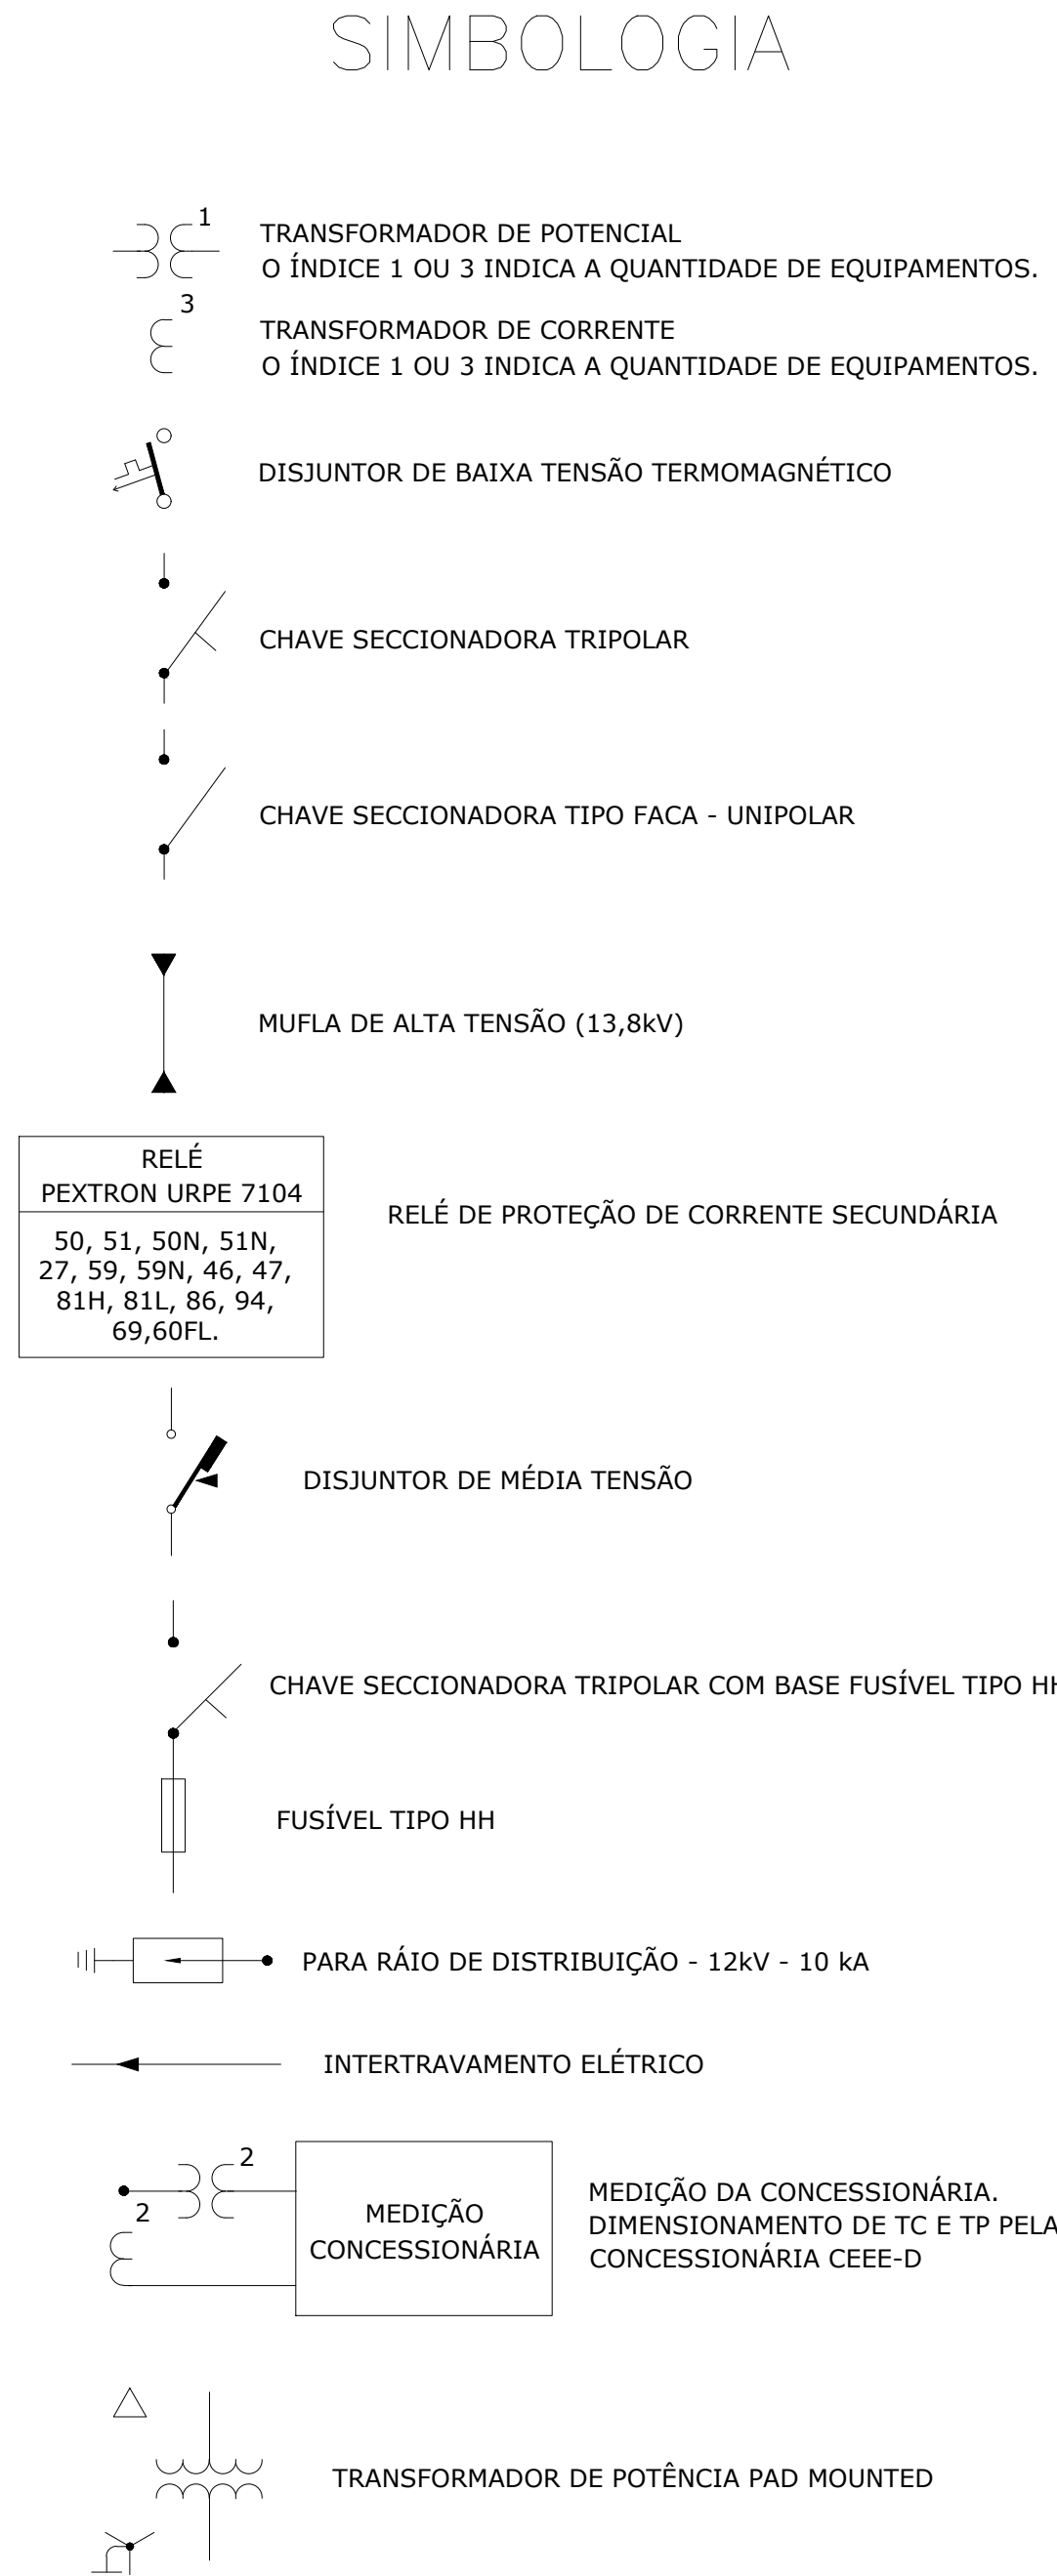 SIMBOLOGIA
1
TRANSFORMADOR DE POTENCIAL
O ÍNDICE 1 OU 3 INDICA A QUANTIDADE DE EQUIPAMENTOS.
3
TRANSFORMADOR DE CORRENTE
O ÍNDICE 1 OU 3 INDICA A QUANTIDADE DE EQUIPAMENTOS.
DISJUNTOR DE BAIXA TENSÃO TERMOMAGNÉTICO
CHAVE SECCIONADORA TRIPOLAR
CHAVE SECCIONADORA TIPO FACA - UNIPOLAR
MUFLA DE ALTA TENSÃO (13,8kV)
RELÉ
PEXTRON URPE 7104
50, 51, 50N, 51N,
27, 59, 59N, 46, 47,
81H, 81L, 86, 94,
69,60FL.
RELÉ DE PROTEÇÃO DE CORRENTE SECUNDÁRIA
DISJUNTOR DE MÉDIA TENSÃO
CHAVE SECCIONADORA TRIPOLAR COM BASE FUSÍVEL TIPO HH
FUSÍVEL TIPO HH
PARA RÁIO DE DISTRIBUIÇÃO - 12kV - 10 kA
INTERTRAVAMENTO ELÉTRICO
2
2
MEDIÇÃO
CONCESSIONÁRIA
MEDIÇÃO DA CONCESSIONÁRIA.
DIMENSIONAMENTO DE TC E TP PELA
CONCESSIONÁRIA CEEE-D
TRANSFORMADOR DE POTÊNCIA PAD MOUNTED